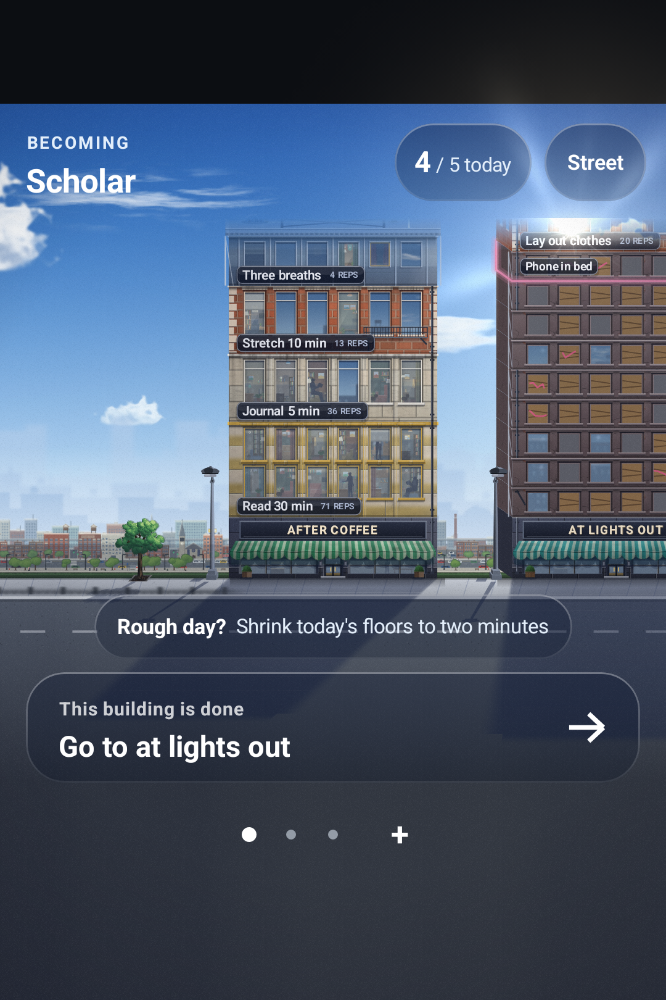 BECOMING
Scholar
4 / 5 today
Street
Three breaths 4 REPS
Stretch 10 min 13 REPS
Journal 5 min 36 REPS
Read 30 min 71 REPS
AFTER COFFEE
Lay out clothes 20 REPS
Phone in bed
AT LIGHTS OUT
Rough day? Shrink today's floors to two minutes
This building is done
Go to at lights out